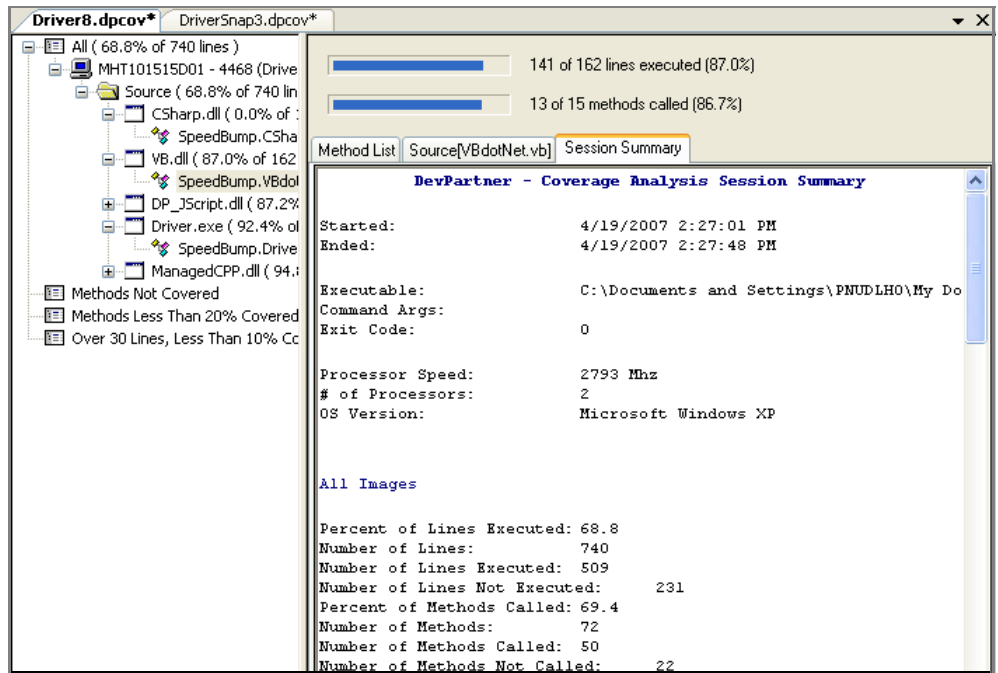 Driver8.dpcov* DriverSnap3.dpcov*
All ( 68.8% of 740 lines )
MHT101515D01 - 4468 (Drive
Source ( 68.8% of 740 lin
CSharp.dll ( 0.0% of
SpeedBump.CSha
VB.dll ( 87.0% of 162
SpeedBump.VBdot
DP_JScript.dll ( 87.2%
Driver.exe ( 92.4% of
SpeedBump.Drive
ManagedCPP.dll ( 94.
Methods Not Covered
Methods Less Than 20% Covered
Over 30 Lines, Less Than 10% Co
141 of 162 lines executed (87.0%)
13 of 15 methods called (86.7%)
Method List Source[VBdotNet.vb] Session Summary
DevPartner - Coverage Analysis Session Summary
Started: 4/19/2007 2:27:01 PM
Ended: 4/19/2007 2:27:48 PM
Executable: C:\Documents and Settings\PNUDLHO\My Do
Command Args:
Exit Code: 0
Processor Speed: 2793 Mhz
# of Processors: 2
OS Version: Microsoft Windows XP
All Images
Percent of Lines Executed: 68.8
Number of Lines: 740
Number of Lines Executed: 509
Number of Lines Not Executed: 231
Percent of Methods Called: 69.4
Number of Methods: 72
Number of Methods Called: 50
Number of Methods Not Called: 22